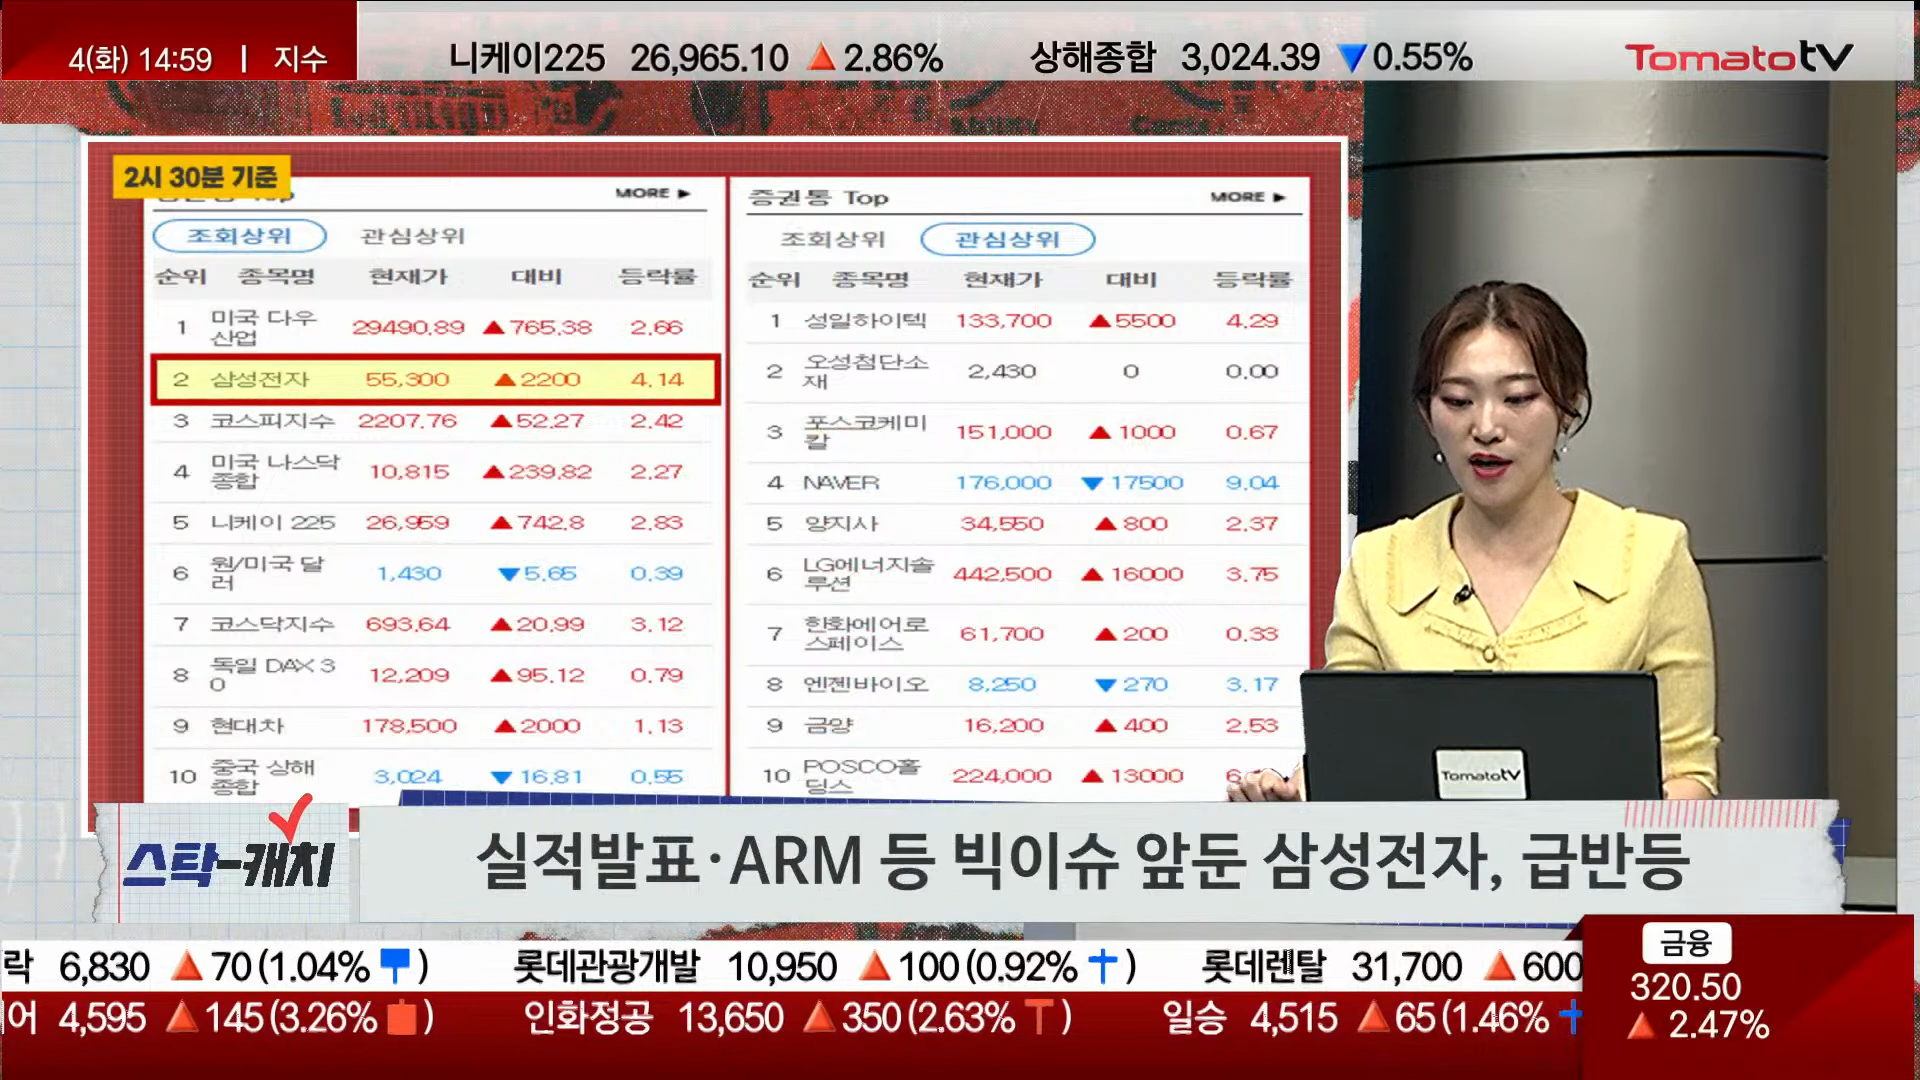 4(화) 14:59 | 지수
니케이225 26,965.10 ▲2.86% 상해종합 3,024.39 ▼0.55%
Tomatotv
2시 30분 기준
MORE ▶
조회상위 관심상위
순위 종목명 현재가 대비 등락률
1 미국 다우 산업 29490.89 ▲765.38 2.66
2 삼성전자 55,300 ▲2200 4.14
3 코스피지수 2207.76 ▲52.27 2.42
4 미국 나스닥 종합 10,815 ▲239.82 2.27
5 니케이 225 26,959 ▲742.8 2.83
6 원/미국 달러 1,430 ▼5.65 0.39
7 코스닥지수 693.64 ▲20.99 3.12
8 독일 DAX 30 12,209 ▲95.12 0.79
9 현대차 178,500 ▲2000 1.13
10 중국 상해 종합 3,024 ▼16.81 0.55
증권통 Top MORE ▶
조회상위 관심상위
순위 종목명 현재가 대비 등락률
1 성일하이텍 133,700 ▲5500 4.29
2 오성첨단소재 2,430 0 0.00
3 포스코케미칼 151,000 ▲1000 0.67
4 NAVER 176,000 ▼17500 9.04
5 양지사 34,550 ▲800 2.37
6 LG에너지솔루션 442,500 ▲16000 3.75
7 한화에어로스페이스 61,700 ▲200 0.33
8 엔젠바이오 8,250 ▼270 3.17
9 금양 16,200 ▲400 2.53
10 POSCO홀딩스 224,000 ▲13000
Tomatotv
스탁-캐치
실적발표·ARM 등 빅이슈 앞둔 삼성전자, 급반등
락 6,830 ▲70(1.04%) 롯데관광개발 10,950 ▲100(0.92%) 롯데렌탈 31,700 ▲600
어 4,595 ▲145(3.26%) 인화정공 13,650 ▲350(2.63%) 일승 4,515 ▲65(1.46%
금융
320.50
▲2.47%